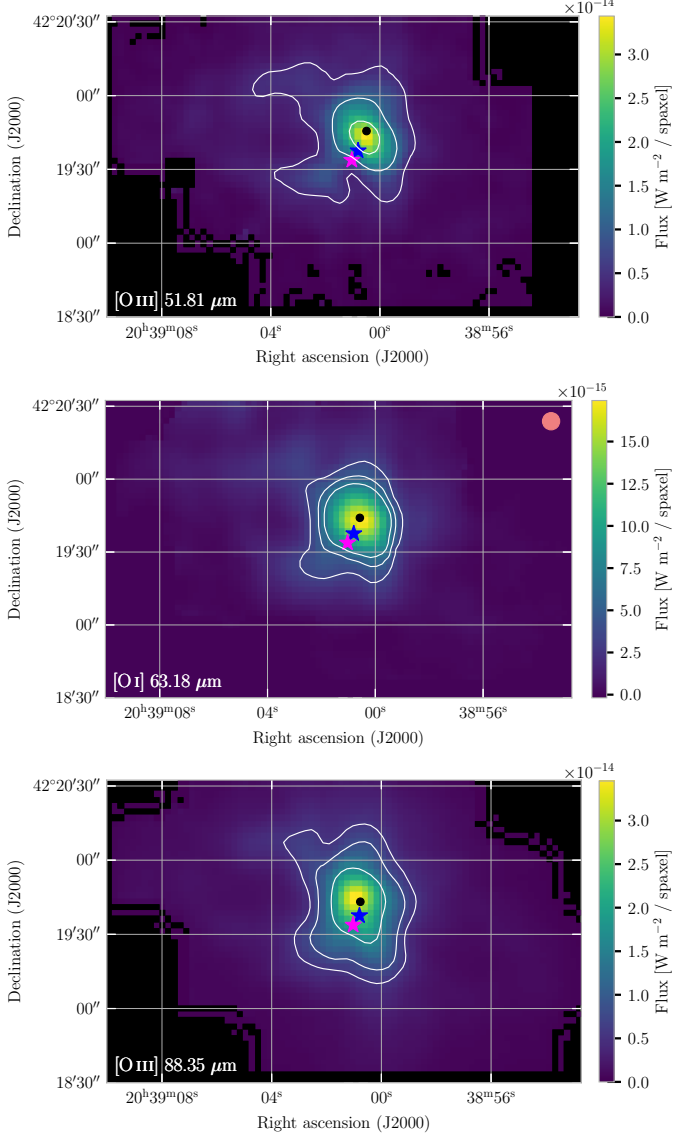 ×10⁻¹⁴
42°20′30″
00″
19′30″
00″
18′30″
Declination (J2000)
[O III] 51.81 μm
20ʰ39ᵐ08ˢ
04ˢ
00ˢ
38ᵐ56ˢ
Right ascension (J2000)
3.0
2.5
2.0
1.5
1.0
0.5
0.0
Flux [W m⁻² / spaxel]
×10⁻¹⁵
42°20′30″
00″
19′30″
00″
18′30″
Declination (J2000)
[O I] 63.18 μm
20ʰ39ᵐ08ˢ
04ˢ
00ˢ
38ᵐ56ˢ
Right ascension (J2000)
15.0
12.5
10.0
7.5
5.0
2.5
0.0
Flux [W m⁻² / spaxel]
×10⁻¹⁴
42°20′30″
00″
19′30″
00″
18′30″
Declination (J2000)
[O III] 88.35 μm
20ʰ39ᵐ08ˢ
04ˢ
00ˢ
38ᵐ56ˢ
Right ascension (J2000)
3.0
2.5
2.0
1.5
1.0
0.5
0.0
Flux [W m⁻² / spaxel]